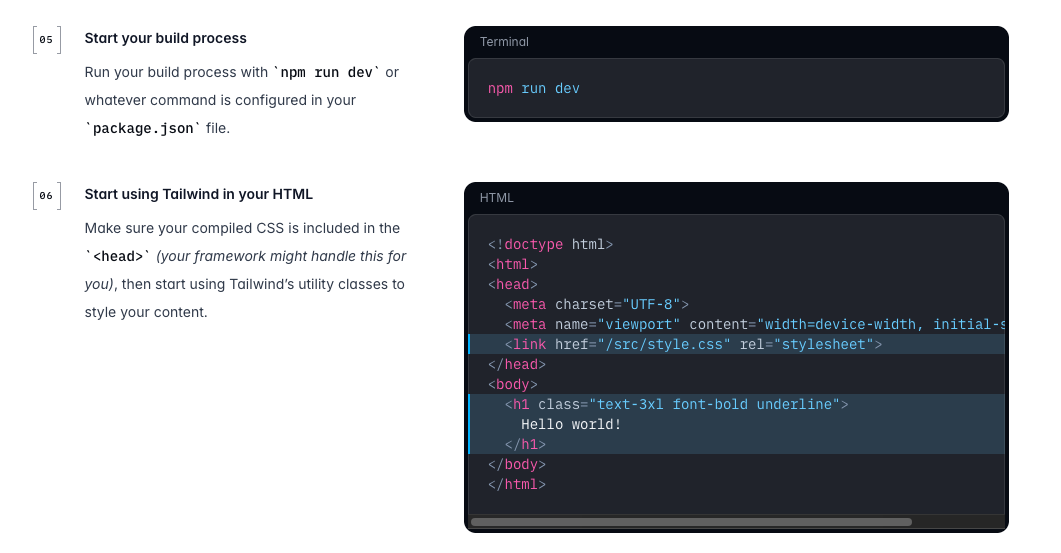 05
Start your build process
Run your build process with `npm run dev` or
whatever command is configured in your
`package.json` file.
Terminal
npm run dev
06
Start using Tailwind in your HTML
Make sure your compiled CSS is included in the
`<head>` (your framework might handle this for
you), then start using Tailwind’s utility classes to
style your content.
HTML
<!doctype html>
<html>
<head>
  <meta charset="UTF-8">
  <meta name="viewport" content="width=device-width, initial-s
  <link href="/src/style.css" rel="stylesheet">
</head>
<body>
  <h1 class="text-3xl font-bold underline">
    Hello world!
  </h1>
</body>
</html>